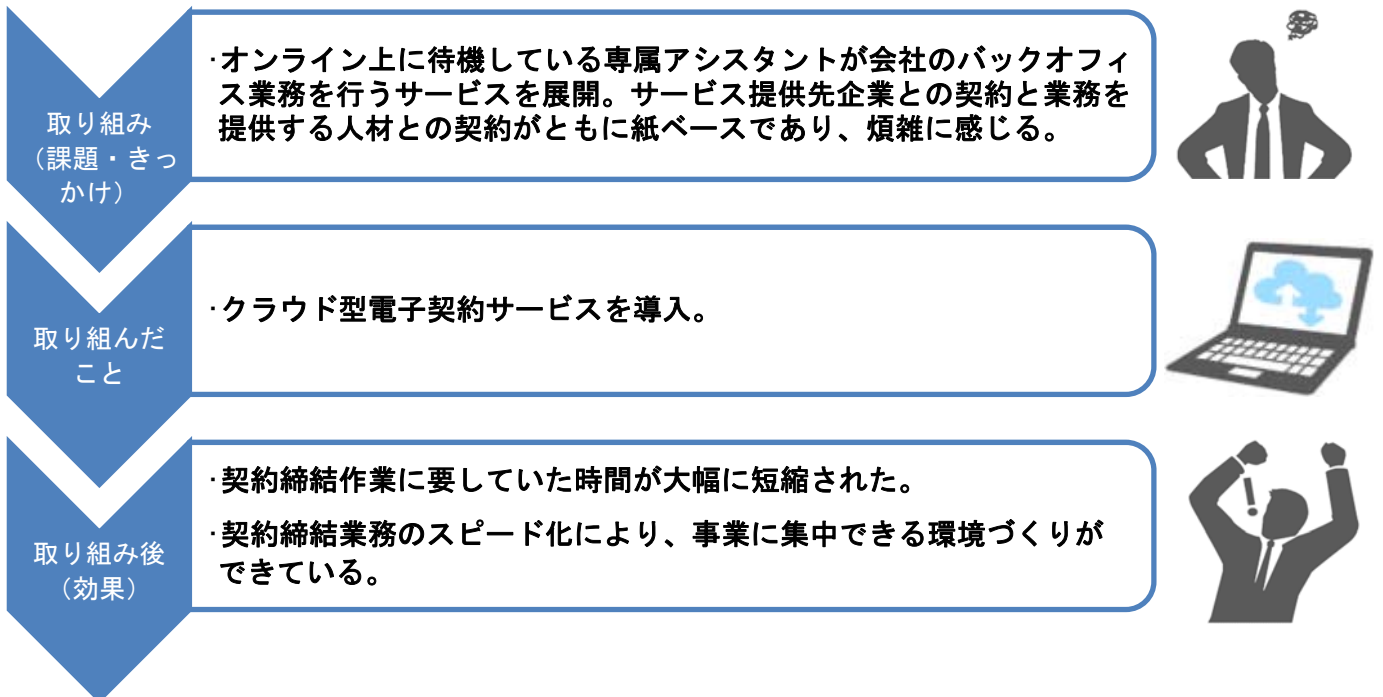 取り組み
（課題・きっ
かけ）
·オンライン上に待機している専属アシスタントが会社のバックオフィ
ス業務を行うサービスを展開。サービス提供先企業との契約と業務を
提供する人材との契約がともに紙ベースであり、煩雑に感じる。
取り組んだ
こと
·クラウド型電子契約サービスを導入。
取り組み後
（効果）
·契約締結作業に要していた時間が大幅に短縮された。
·契約締結業務のスピード化により、事業に集中できる環境づくりが
できている。